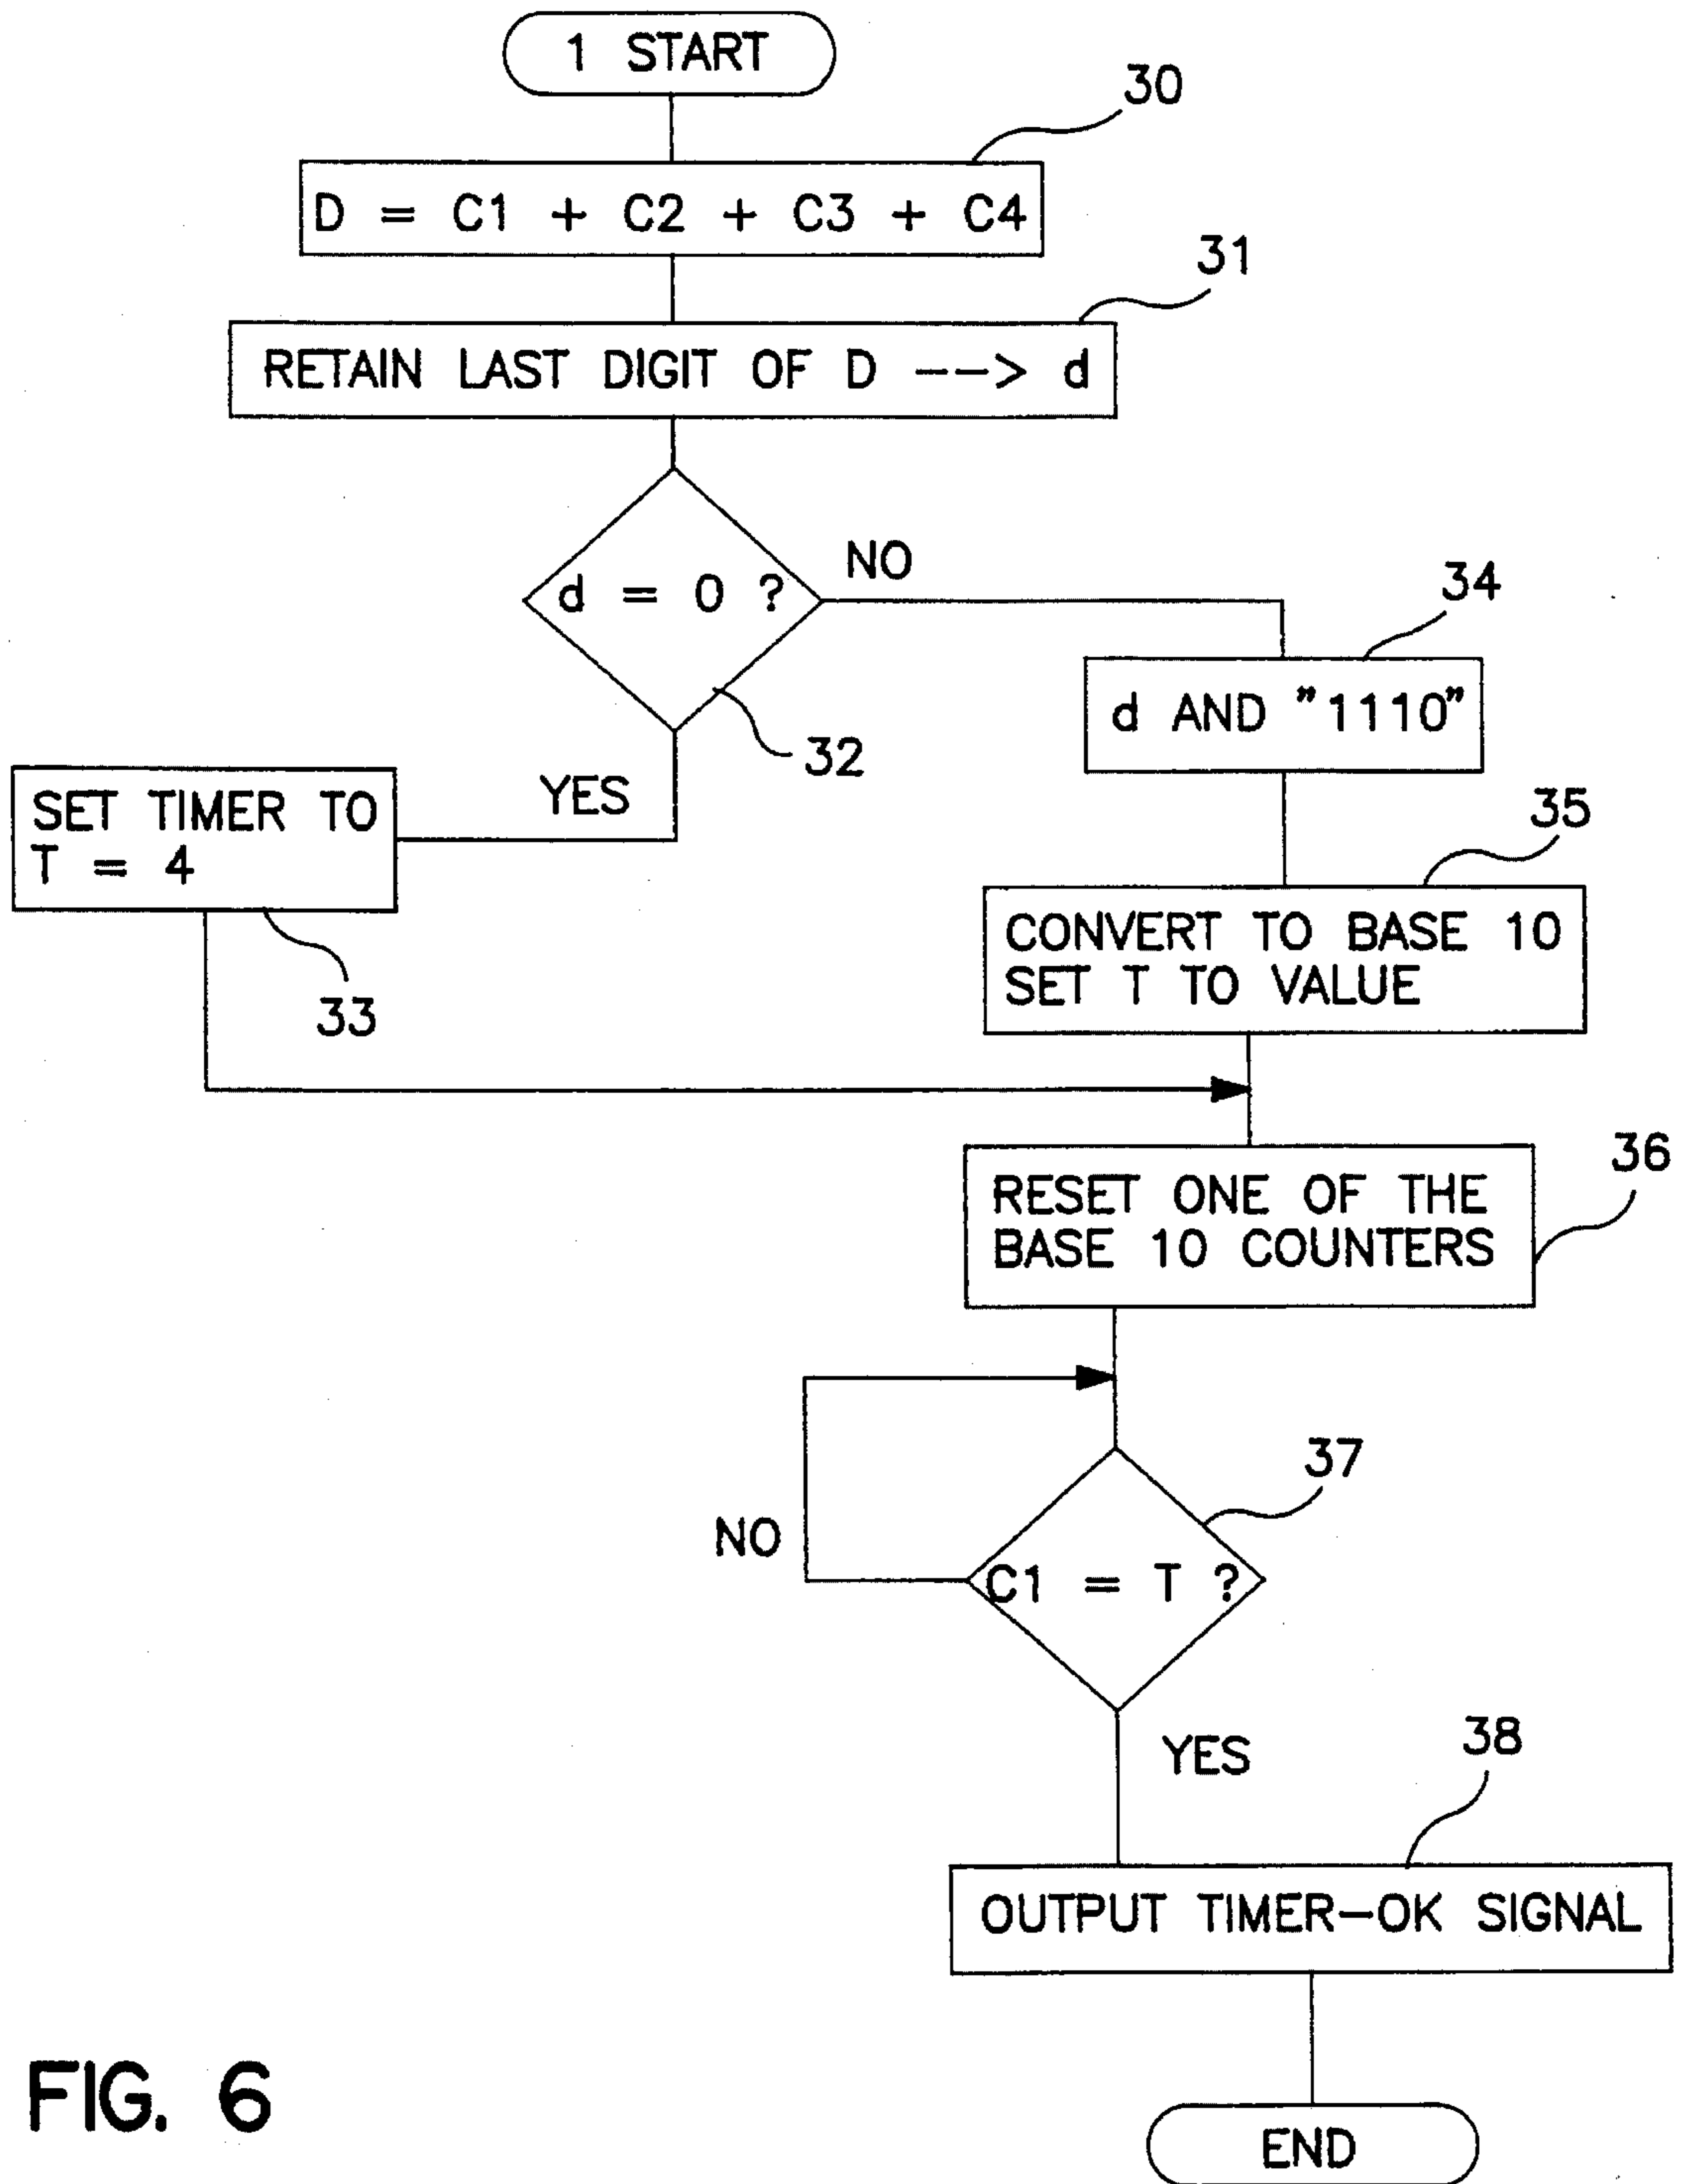 1 START
30
D = C1 + C2 + C3 + C4
31
RETAIN LAST DIGIT OF D --> d
d = 0 ?
NO
32
YES
34
d AND "1110"
SET TIMER TO
T = 4
33
35
CONVERT TO BASE 10
SET T TO VALUE
36
RESET ONE OF THE
BASE 10 COUNTERS
37
NO
C1 = T ?
YES
38
OUTPUT TIMER-OK SIGNAL
END
FIG. 6